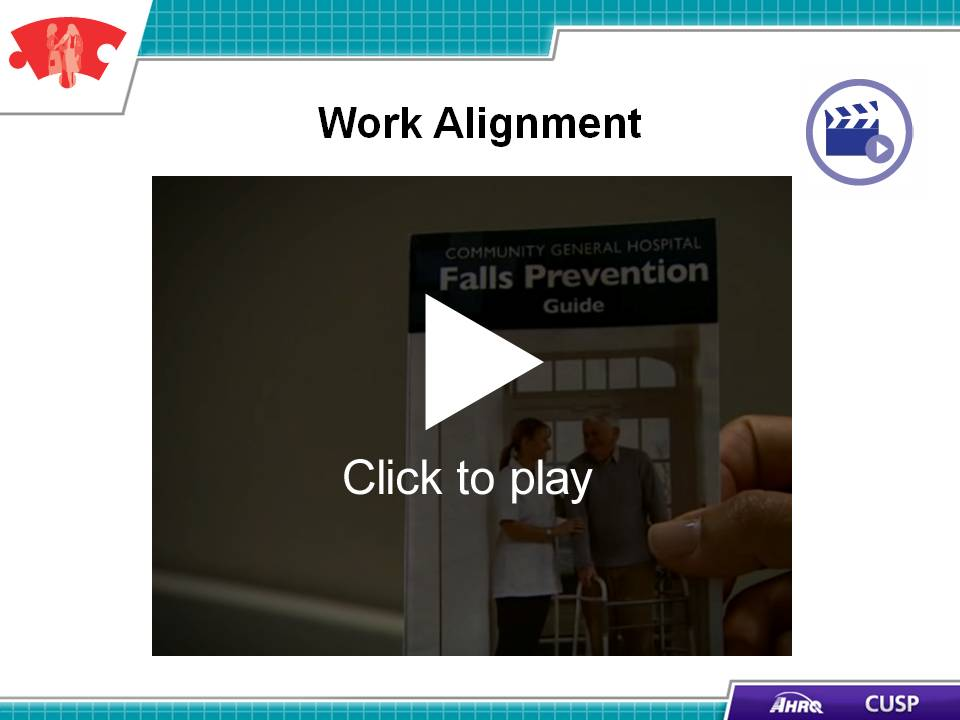 Work Alignment
COMMUNITY GENERAL HOSPITAL
Falls Prevention
Guide
Click to play
AHRQ
CUSP